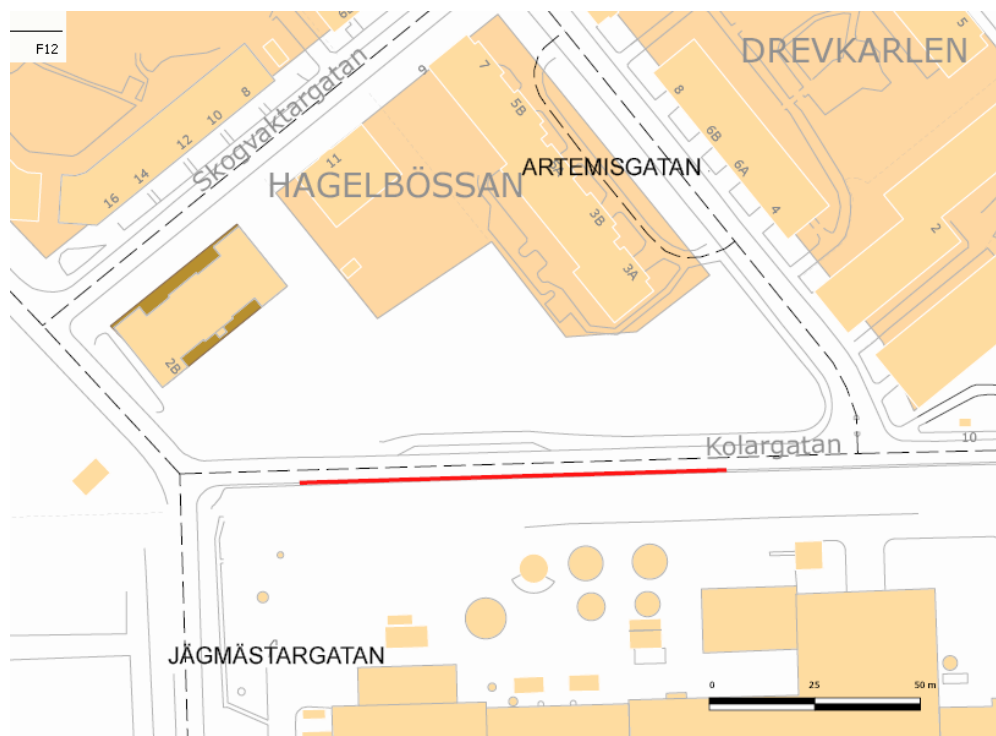 F12
6B
5
DREVKARLEN
Skogvaktargatan
9
7
8
10
12
14
16
5B
8
6B
6A
4
2
11
HAGELBÖSSAN
ARTEMISGATAN
3B
3A
2B
Kolargatan
10
JÄGMÄSTARGATAN
0 25 50 m